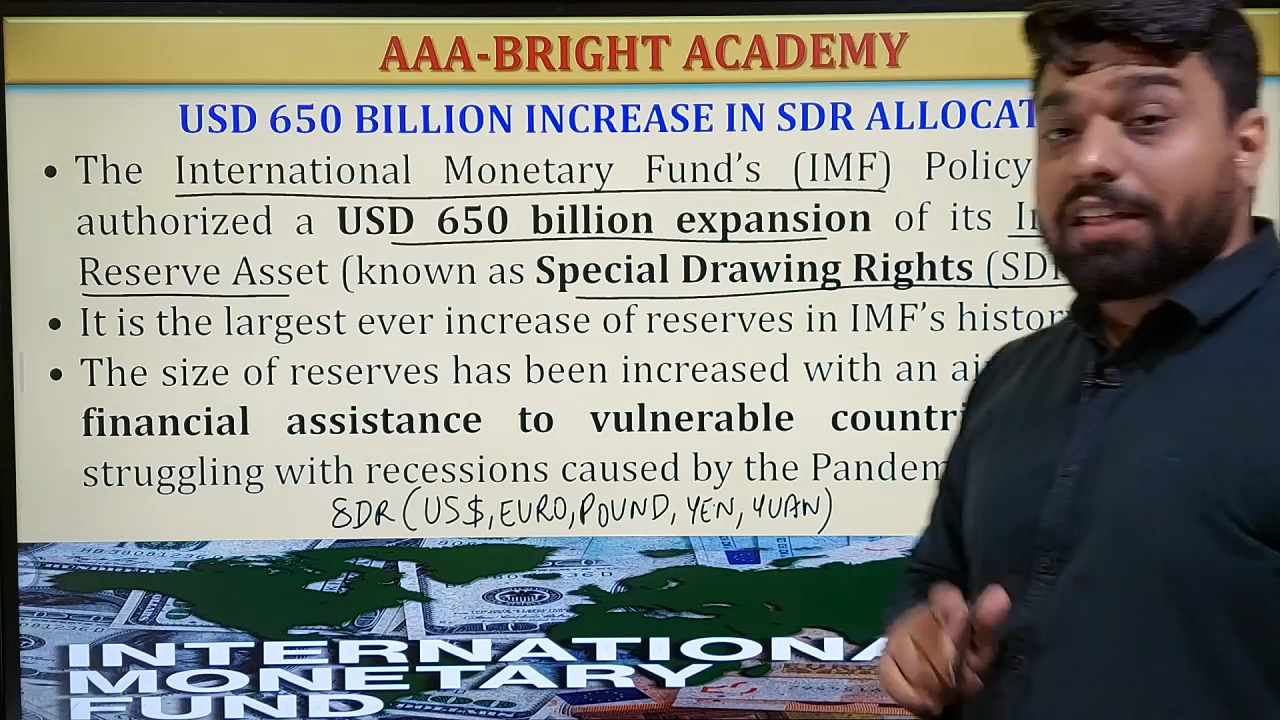 AAA-BRIGHT ACADEMY
USD 650 BILLION INCREASE IN SDR ALLOCAT
• The International Monetary Fund's (IMF) Policy
authorized a USD 650 billion expansion of its
Reserve Asset (known as Special Drawing Rights (SD
• It is the largest ever increase of reserves in IMF's histor
• The size of reserves has been increased with an ai
financial assistance to vulnerable countri
struggling with recessions caused by the Pandem
SDR (US$, EURO, POUND, YEN, YUAN)
INTERNATIONA
MONETARY
FUND